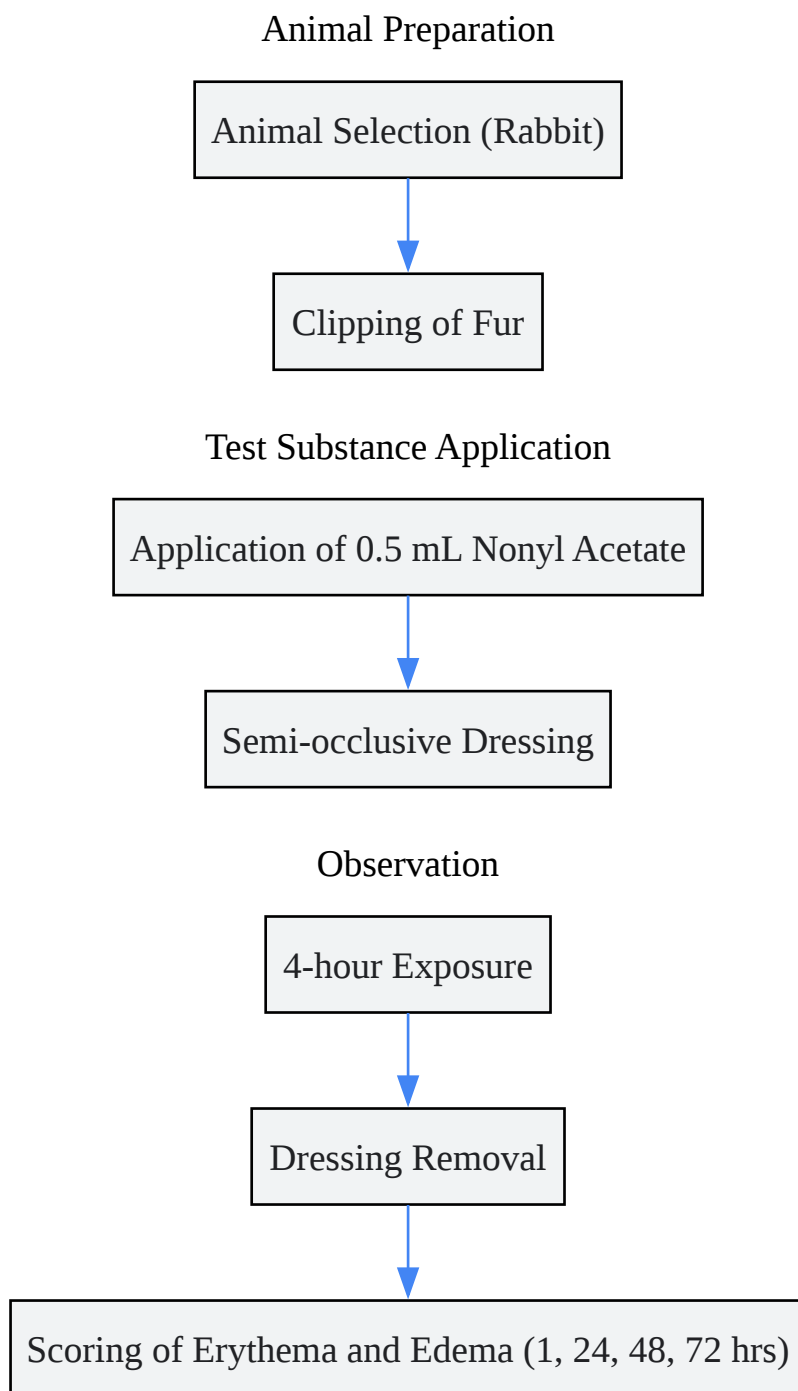 Animal Preparation
Animal Selection (Rabbit)
Clipping of Fur
Test Substance Application
Application of 0.5 mL Nonyl Acetate
Semi-occlusive Dressing
Observation
4-hour Exposure
Dressing Removal
Scoring of Erythema and Edema (1, 24, 48, 72 hrs)